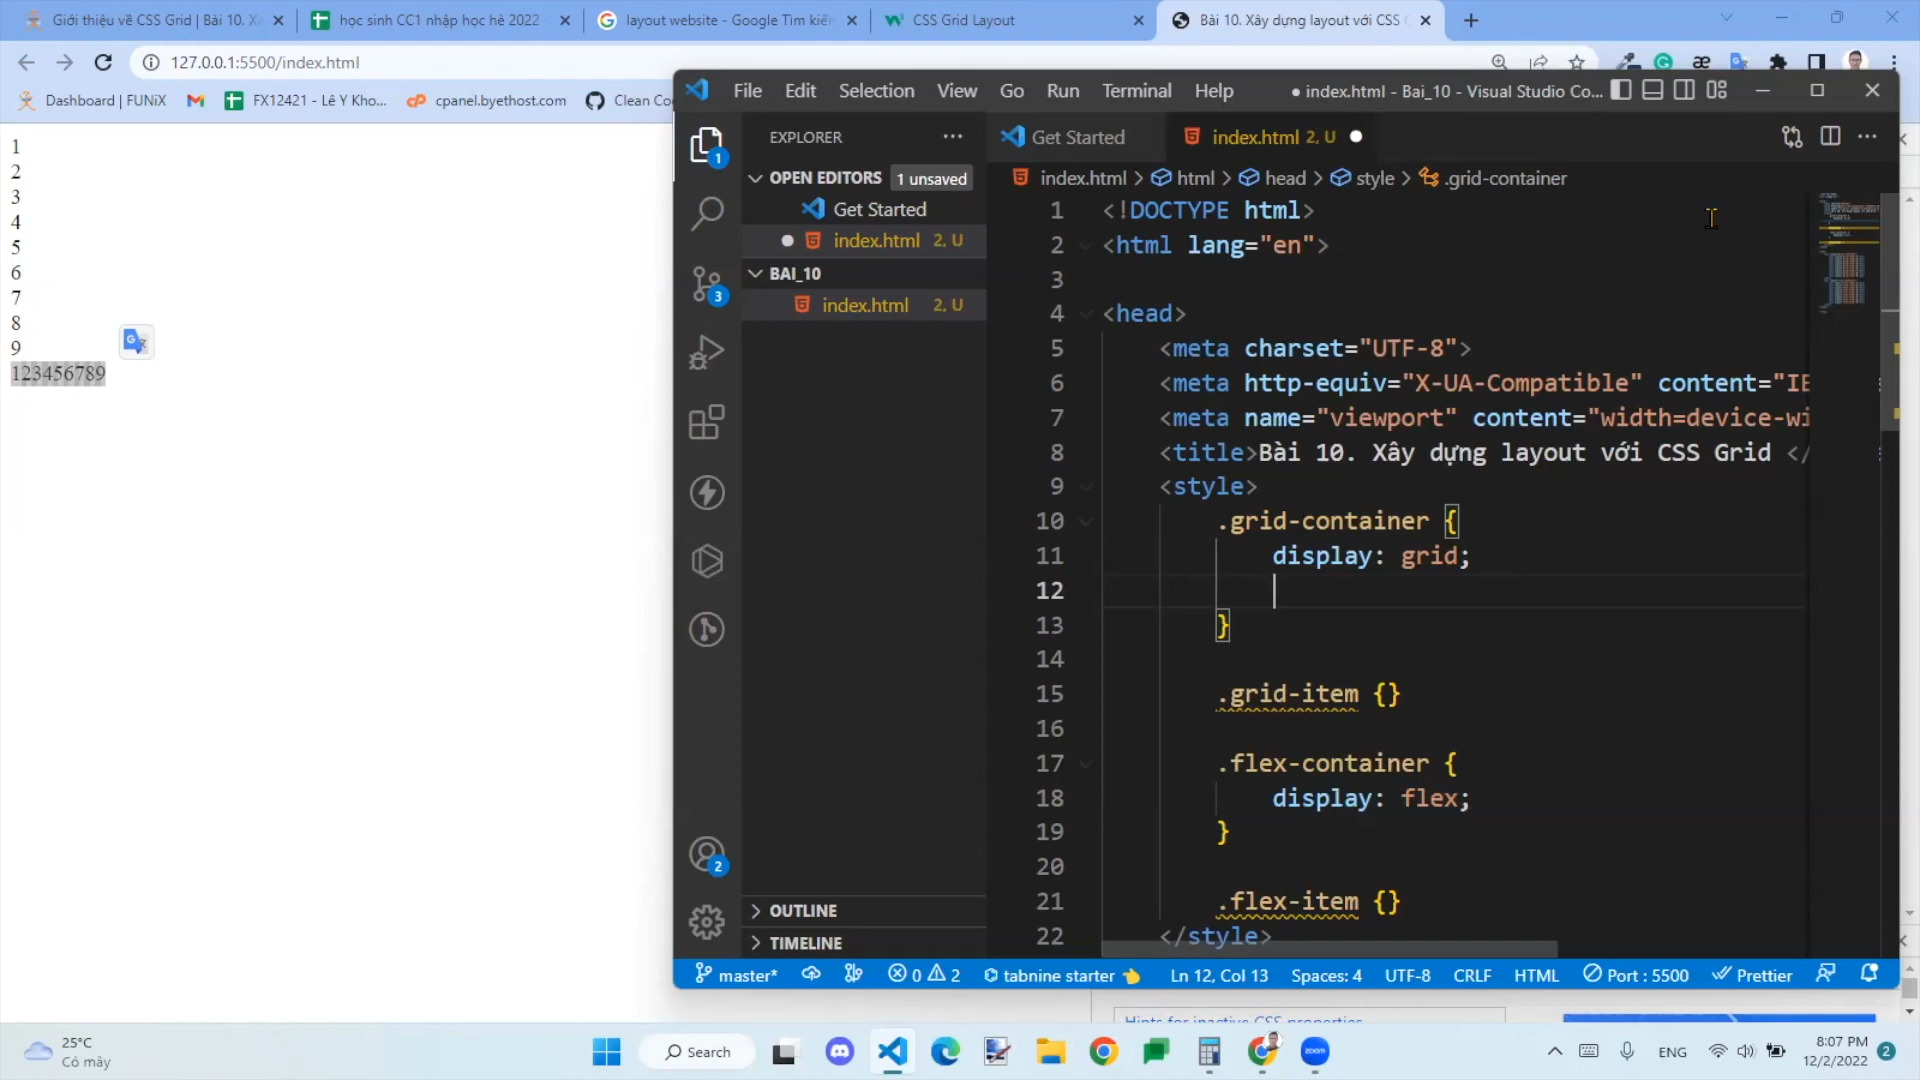 Giới thiệu về CSS Grid | Bài 10. X
học sinh CC1 nhập học hè 2022
layout website - Google Tìm kiế
CSS Grid Layout
Bài 10. Xây dựng layout với CSS
127.0.0.1:5500/index.html
Dashboard | FUNiX
FX12421 - Lê Y Kho...
cpanel.byethost.com
Clean Co
1
2
3
4
5
6
7
8
9
123456789
File Edit Selection View Go Run Terminal Help
● index.html - Bai_10 - Visual Studio Co...
EXPLORER
OPEN EDITORS 1 unsaved
Get Started
index.html 2, U
BAI_10
index.html 2, U
OUTLINE
TIMELINE
1
3
2
Get Started
index.html 2, U
index.html > html > head > style > .grid-container
1 <!DOCTYPE html>
2 <html lang="en">
3
4 <head>
5 <meta charset="UTF-8">
6 <meta http-equiv="X-UA-Compatible" content="IE
7 <meta name="viewport" content="width=device-wi
8 <title>Bài 10. Xây dựng layout với CSS Grid </
9 <style>
10 .grid-container {
11 display: grid;
12
13 }
14
15 .grid-item {}
16
17 .flex-container {
18 display: flex;
19 }
20
21 .flex-item {}
22 </style>
master* 0 2 tabnine starter Ln 12, Col 13 Spaces: 4 UTF-8 CRLF HTML Port : 5500 Prettier
25°C
Có mây
Search
zoom
ENG
8:07 PM
12/2/2022
2